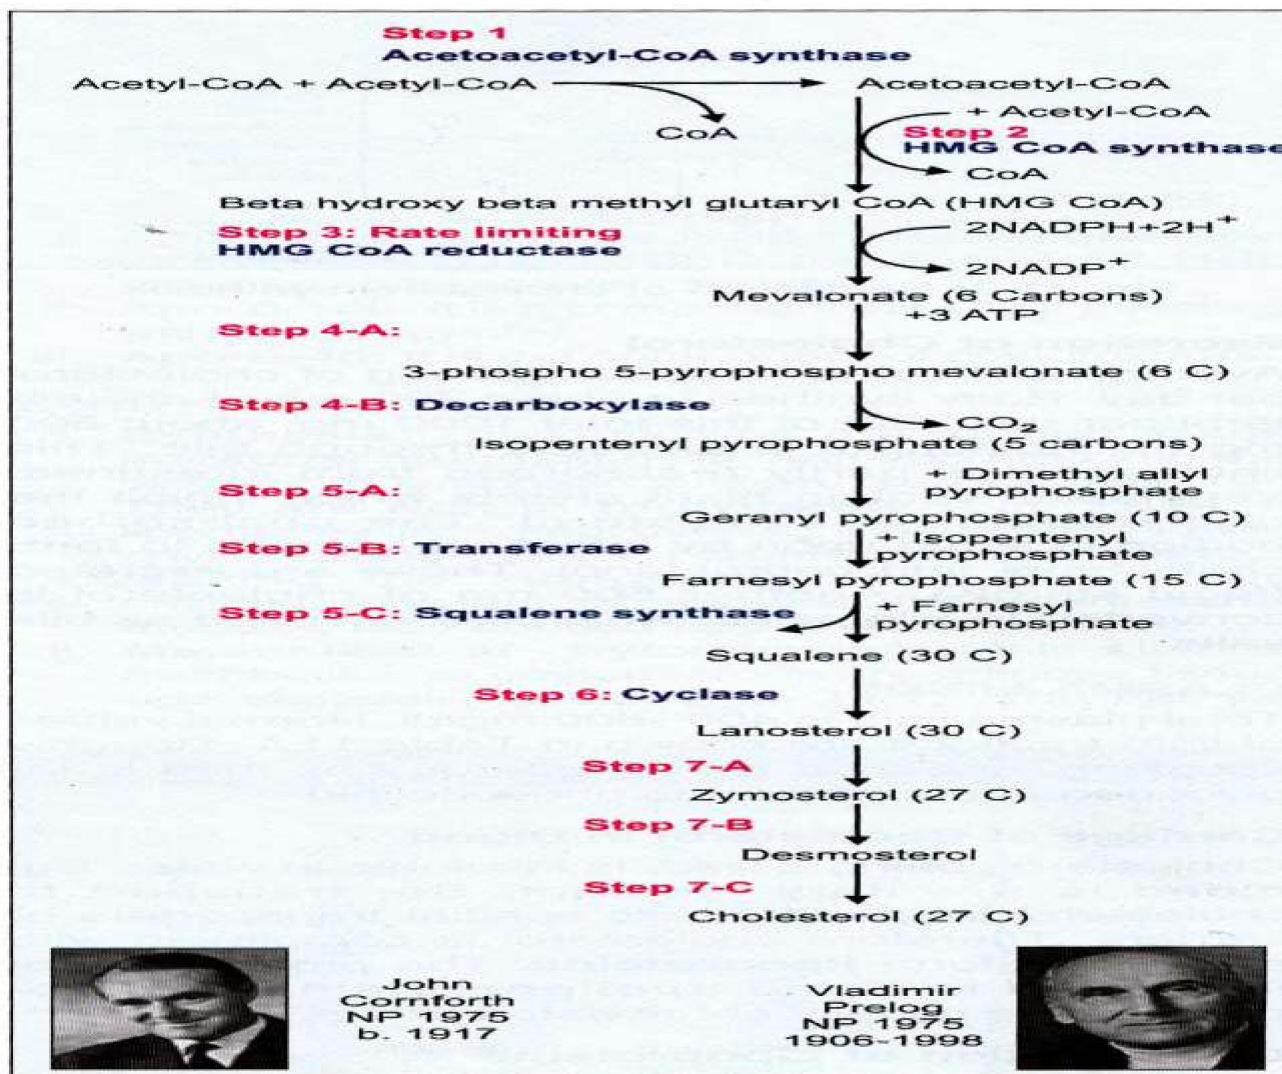 Step 1
Acetoacetyl-CoA synthase
Acetyl-CoA + Acetyl-CoA
Acetoacetyl-CoA
CoA
+ Acetyl-CoA
Step 2
HMG CoA synthase
CoA
Beta hydroxy beta methyl glutaryl CoA (HMG CoA)
Step 3: Rate limiting
HMG CoA reductase
2NADPH+2H+
2NADP+
Mevalonate (6 Carbons)
+3 ATP
Step 4-A:
3-phospho 5-pyrophospho mevalonate (6 C)
Step 4-B: Decarboxylase
CO₂
Isopentenyl pyrophosphate (5 carbons)
+ Dimethyl allyl
pyrophosphate
Step 5-A:
Geranyl pyrophosphate (10 C)
Step 5-B: Transferase
+ Isopentenyl
pyrophosphate
Farnesyl pyrophosphate (15 C)
Step 5-C: Squalene synthase
+ Farnesyl
pyrophosphate
Squalene (30 C)
Step 6: Cyclase
Lanosterol (30 C)
Step 7-A
Zymosterol (27 C)
Step 7-B
Desmosterol
Step 7-C
Cholesterol (27 C)
John
Cornforth
NP 1975
b. 1917
Vladimir
Prelog
NP 1975
1906-1998